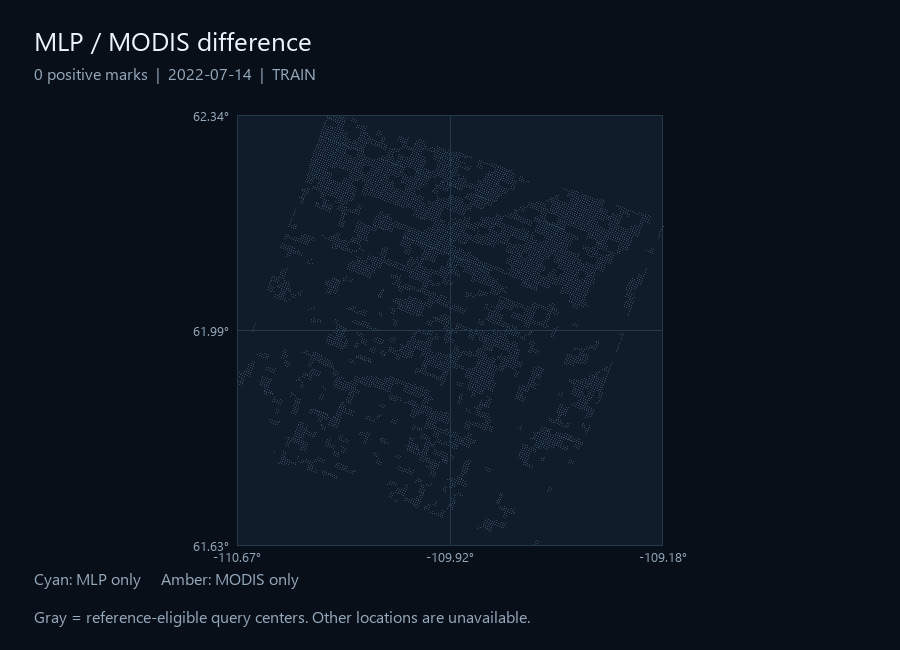 MLP / MODIS difference
0 positive marks | 2022-07-14 | TRAIN
62.34°
61.99°
61.63°
-110.67° -109.92° -109.18°
Cyan: MLP only Amber: MODIS only
Gray = reference-eligible query centers. Other locations are unavailable.